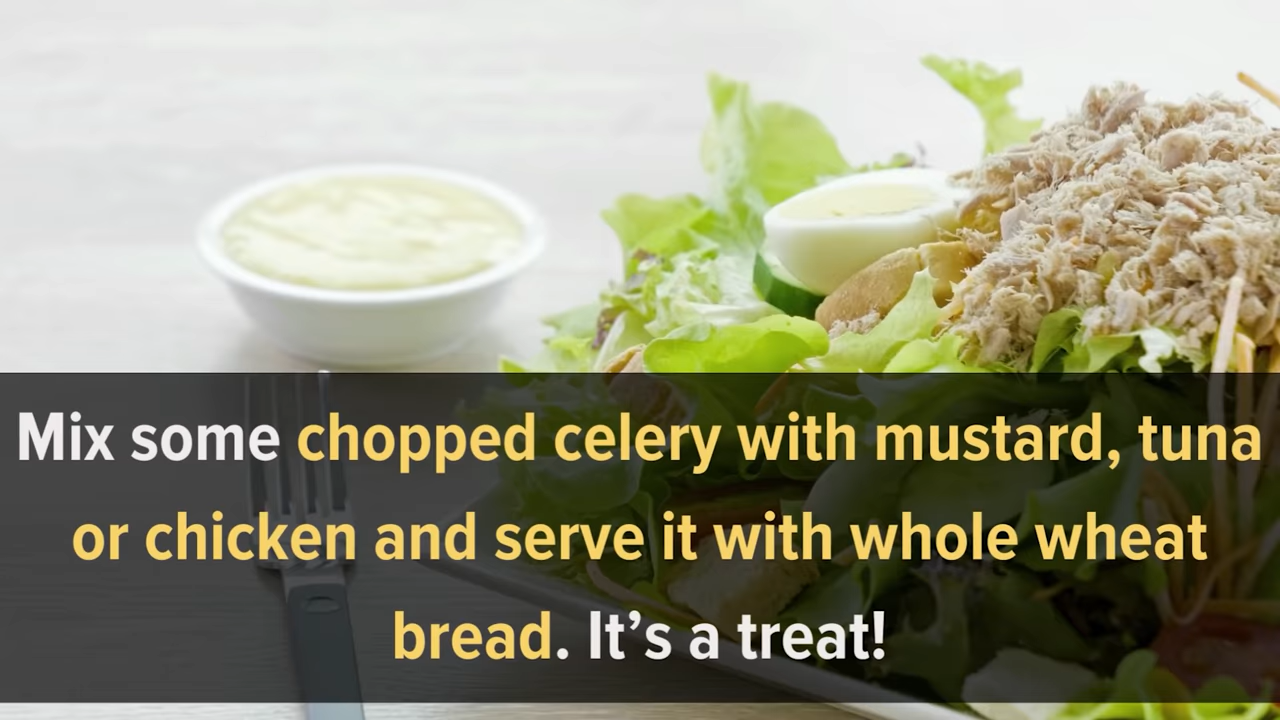 Mix some chopped celery with mustard, tuna
or chicken and serve it with whole wheat
bread. It’s a treat!